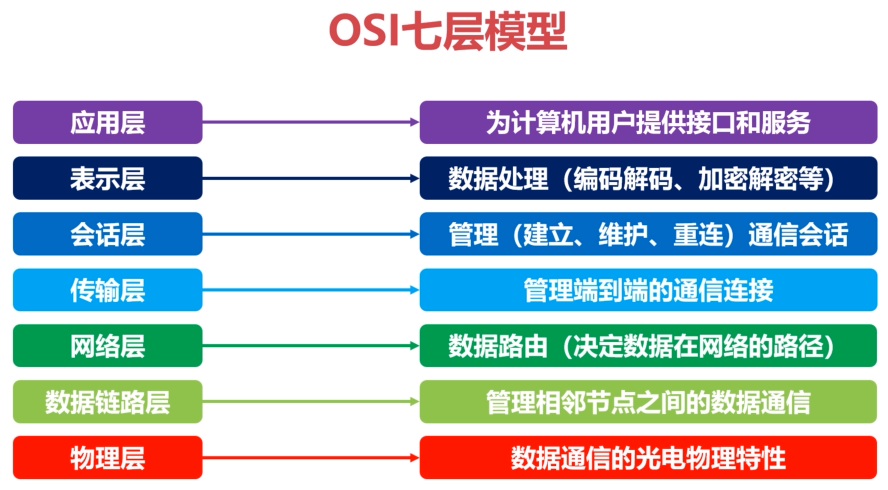 OSI七层模型
应用层
为计算机用户提供接口和服务
表示层
数据处理（编码解码、加密解密等）
会话层
管理（建立、维护、重连）通信会话
传输层
管理端到端的通信连接
网络层
数据路由（决定数据在网络的路径）
数据链路层
管理相邻节点之间的数据通信
物理层
数据通信的光电物理特性